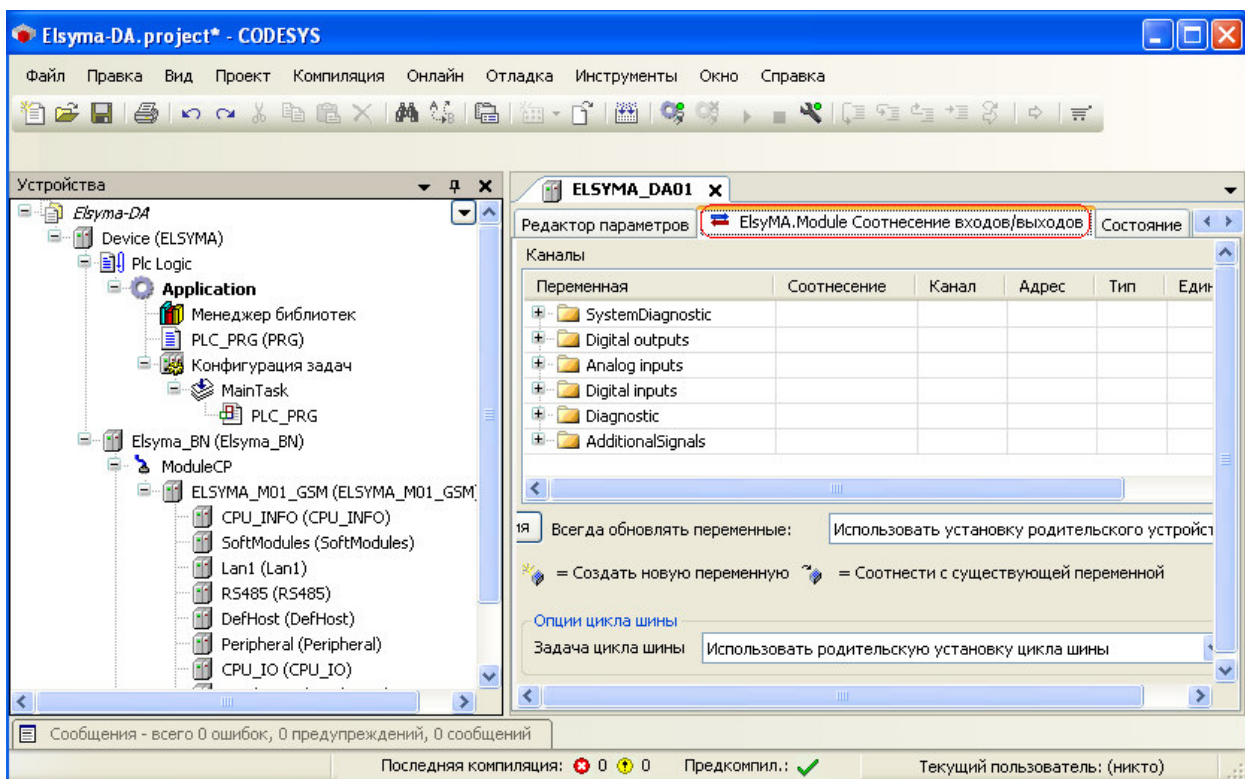 Elsyma-DA.project* - CODESYS
Файл Правка Вид Проект Компиляция Онлайн Отладка Инструменты Окно Справка
Устройства
Elsyma-DA
Device (ELSYMA)
Plc Logic
Application
Менеджер библиотек
PLC_PRG (PRG)
Конфигурация задач
MainTask
PLC_PRG
Elsyma_BN (Elsyma_BN)
ModuleCP
ELSYMA_M01_GSM (ELSYMA_M01_GSM)
CPU_INFO (CPU_INFO)
SoftModules (SoftModules)
Lan1 (Lan1)
RS485 (RS485)
DefHost (DefHost)
Peripheral (Peripheral)
CPU_IO (CPU_IO)
ELSYMA_DA01
Редактор параметров ElsyMA.Module Соотнесение входов/выходов Состояние
Каналы
Переменная Соотнесение Канал Адрес Тип Един
SystemDiagnostic
Digital outputs
Analog inputs
Digital inputs
Diagnostic
AdditionalSignals
ия Всегда обновлять переменные: Использовать установку родительского устройст
= Создать новую переменную = Соотнести с существующей переменной
Опции цикла шины
Задача цикла шины Использовать родительскую установку цикла шины
Сообщения - всего 0 ошибок, 0 предупреждений, 0 сообщений
Последняя компиляция: 0 0 Предкомпил.: Текущий пользователь: (никто)